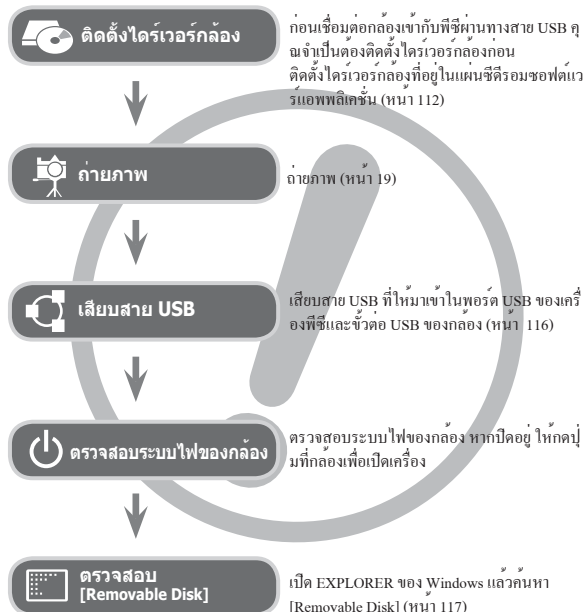 ติดตั้งไดร์เวอร์กล้อง
ก่อนเชื่อมต่อกล้องเข้ากับพีซีผ่านทางสาย USB คุ
ณจำเป็นต้องติดตั้งไดร์เวอร์กล้องก่อน
ติดตั้งไดร์เวอร์กล้องที่อยู่ในแผ่นซีดีรอมซอฟต์แว
ร์แอพพลิเคชั่น (หน้า 112)
ถ่ายภาพ
ถ่ายภาพ (หน้า 19)
เสียบสาย USB
เสียบสาย USB ที่ให้มาเข้าในพอร์ต USB ของเครื่
องพีซีและขั้วต่อ USB ของกล้อง (หน้า 116)
ตรวจสอบระบบไฟของกล้อง
ตรวจสอบระบบไฟของกล้อง หากปิดอยู่ ให้กดปุ่
มที่กล้องเพื่อเปิดเครื่อง
ตรวจสอบ
[Removable Disk]
เปิด EXPLORER ของ Windows แล้วค้นหา
[Removable Disk] (หน้า 117)